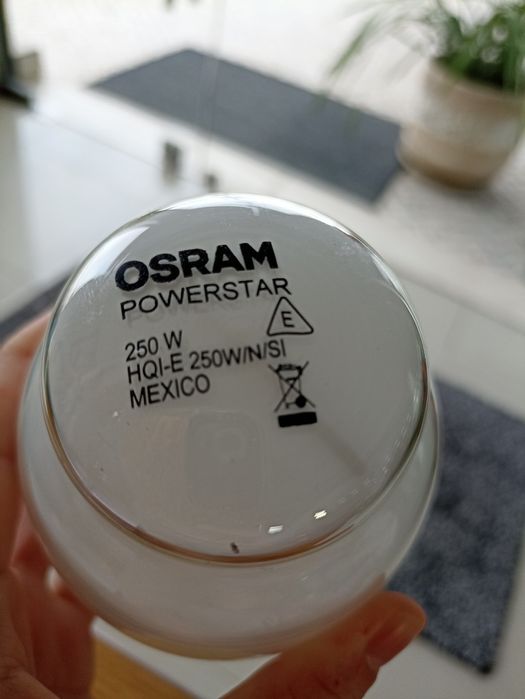 OSRAM
POWERSTAR
E
250 W
HQI-E 250W/N/SI
MEXICO